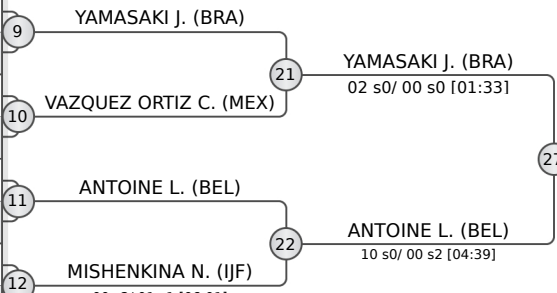 YAMASAKI J. (BRA)
9
21
YAMASAKI J. (BRA)
02 s0/ 00 s0 [01:33]
VAZQUEZ ORTIZ C. (MEX)
10
27
ANTOINE L. (BEL)
11
22
ANTOINE L. (BEL)
10 s0/ 00 s2 [04:39]
MISHENKINA N. (IJF)
12